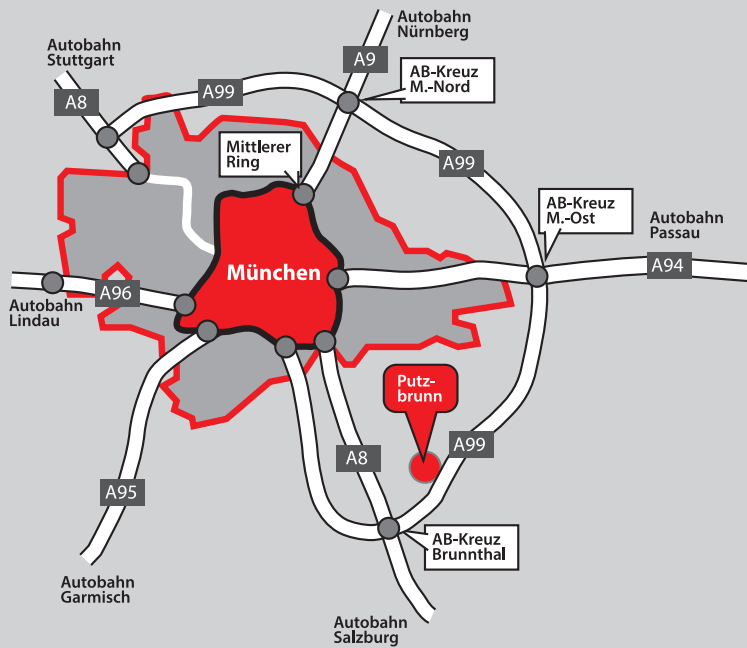 Autobahn
Nürnberg
Autobahn
Stuttgart
A9
AB-Kreuz
M.-Nord
A99
A8
Mittlerer
Ring
A99
AB-Kreuz
M.-Ost
Autobahn
Passau
München
A94
A96
Autobahn
Lindau
Putz-
brunn
A99
A8
A95
AB-Kreuz
Brunnthal
Autobahn
Garmisch
Autobahn
Salzburg